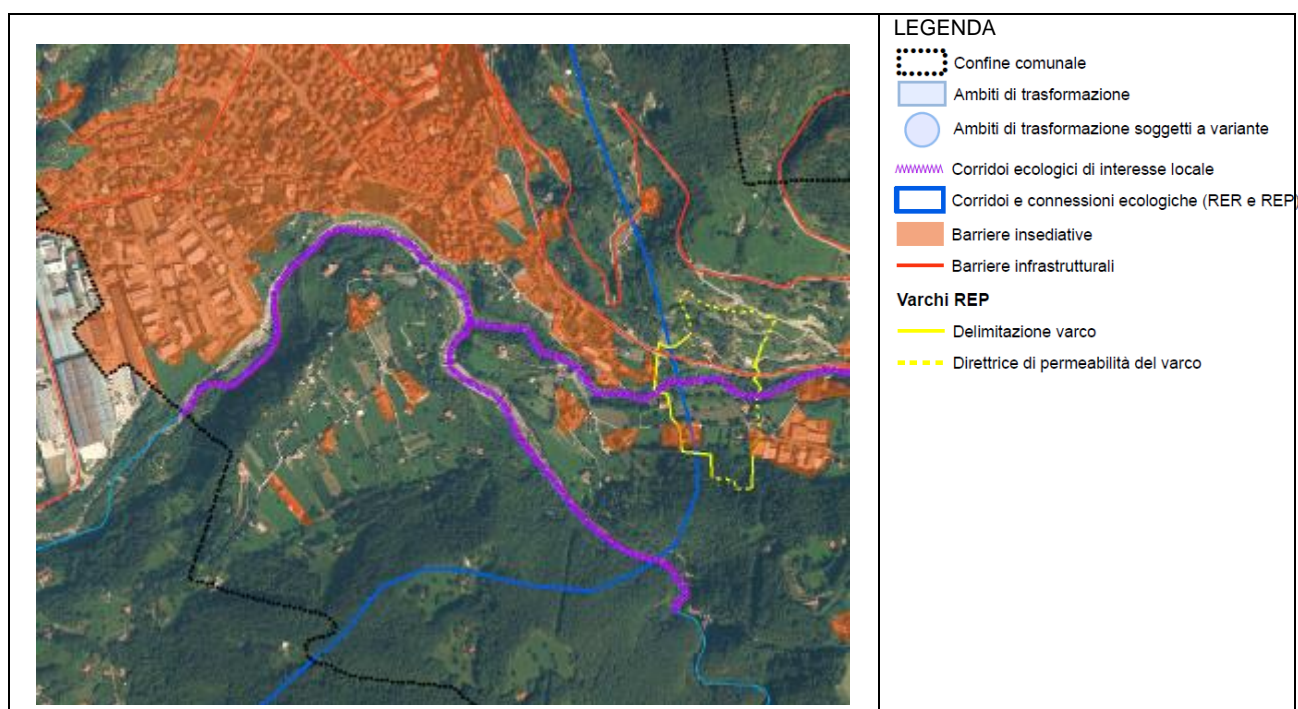 LEGENDA
Confine comunale
Ambiti di trasformazione
Ambiti di trasformazione soggetti a variante
Corridoi ecologici di interesse locale
Corridoi e connessioni ecologiche (RER e REP)
Barriere insediative
Barriere infrastrutturali
Varchi REP
Delimitazione varco
Direttrice di permeabilità del varco